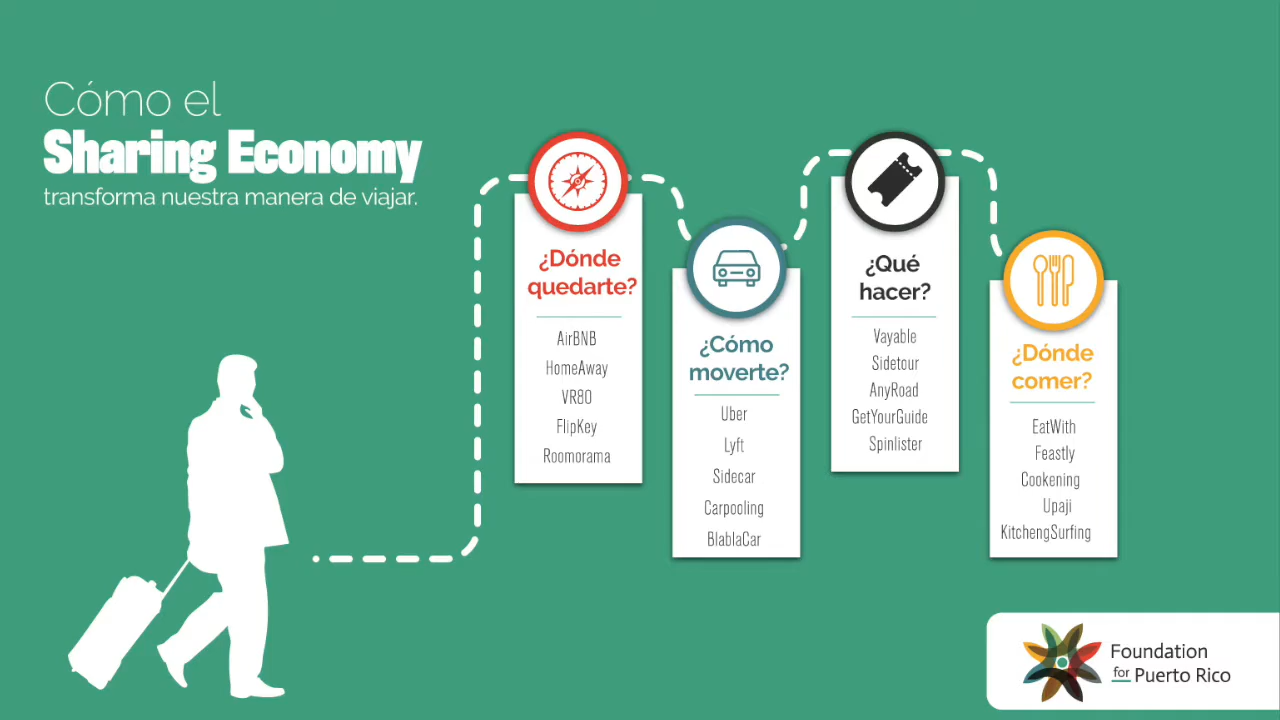 Cómo el
Sharing Economy
transforma nuestra manera de viajar.
¿Dónde
quedarte?
AirBNB
HomeAway
VR80
FlipKey
Roomorama
¿Cómo
moverte?
Uber
Lyft
Sidecar
Carpooling
BlablaCar
¿Qué
hacer?
Vayable
Sidetour
AnyRoad
GetYourGuide
Spinlister
¿Dónde
comer?
EatWith
Feastly
Cookening
Upaji
KitchengSurfing
Foundation
for Puerto Rico